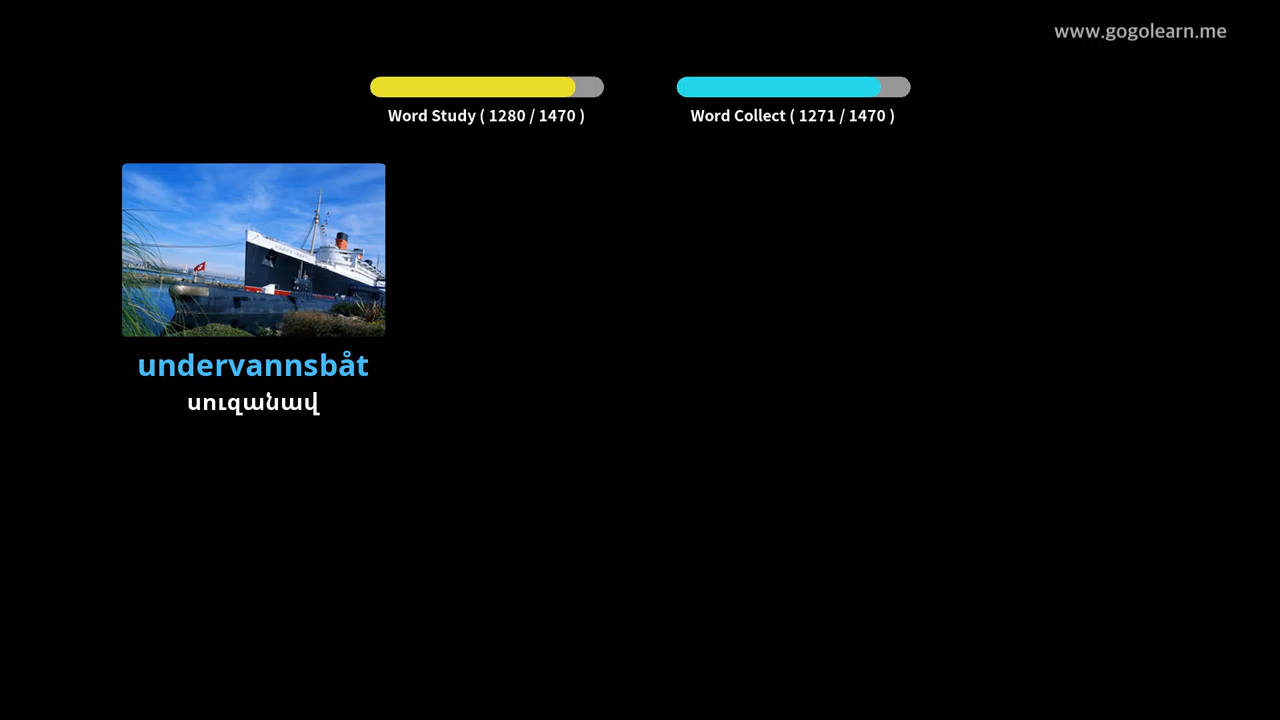 www.gogolearn.me
Word Study ( 1280 / 1470 )
Word Collect ( 1271 / 1470 )
undervannsbåt
սուզանավ